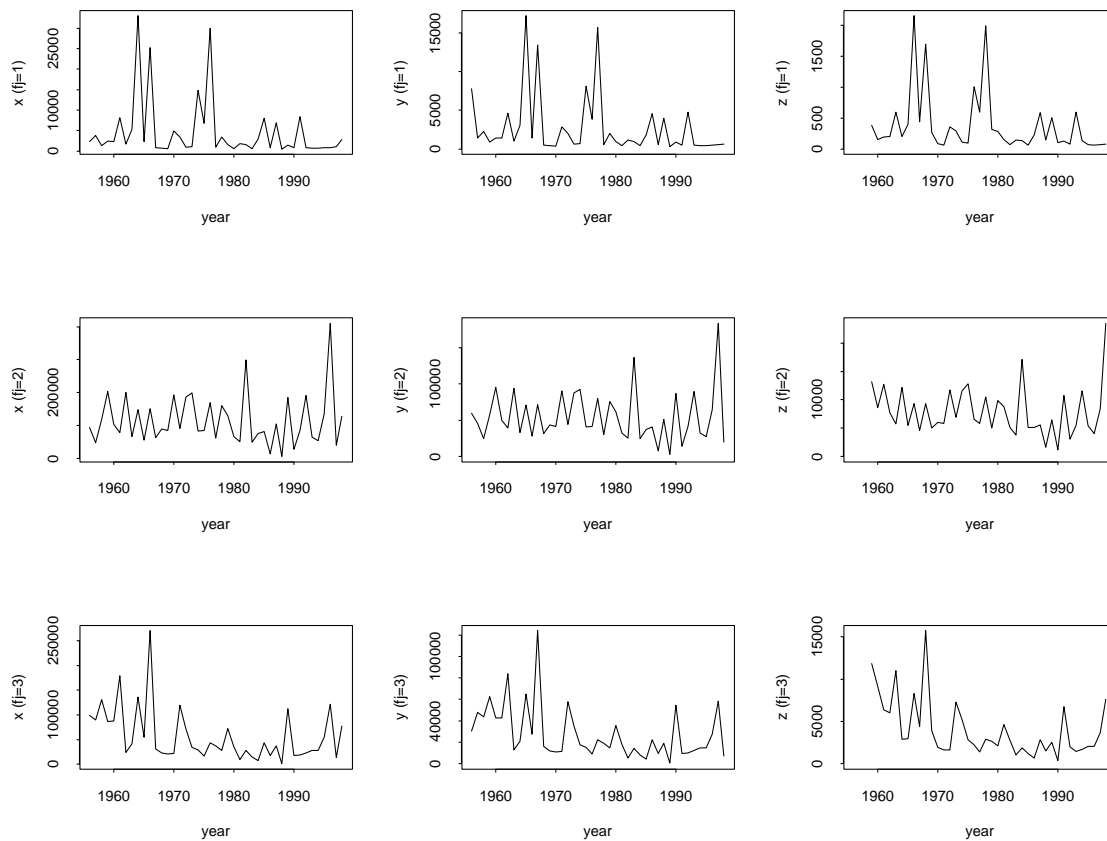 x (fj=1)
0 10000 25000
1960 1970 1980 1990
year
y (fj=1)
0 5000 15000
1960 1970 1980 1990
year
z (fj=1)
0 500 1500
1960 1970 1980 1990
year
x (fj=2)
0 200000
1960 1970 1980 1990
year
y (fj=2)
0 100000
1960 1970 1980 1990
year
z (fj=2)
0 10000
1960 1970 1980 1990
year
x (fj=3)
0 100000 250000
1960 1970 1980 1990
year
y (fj=3)
0 40000 100000
1960 1970 1980 1990
year
z (fj=3)
0 5000 15000
1960 1970 1980 1990
year